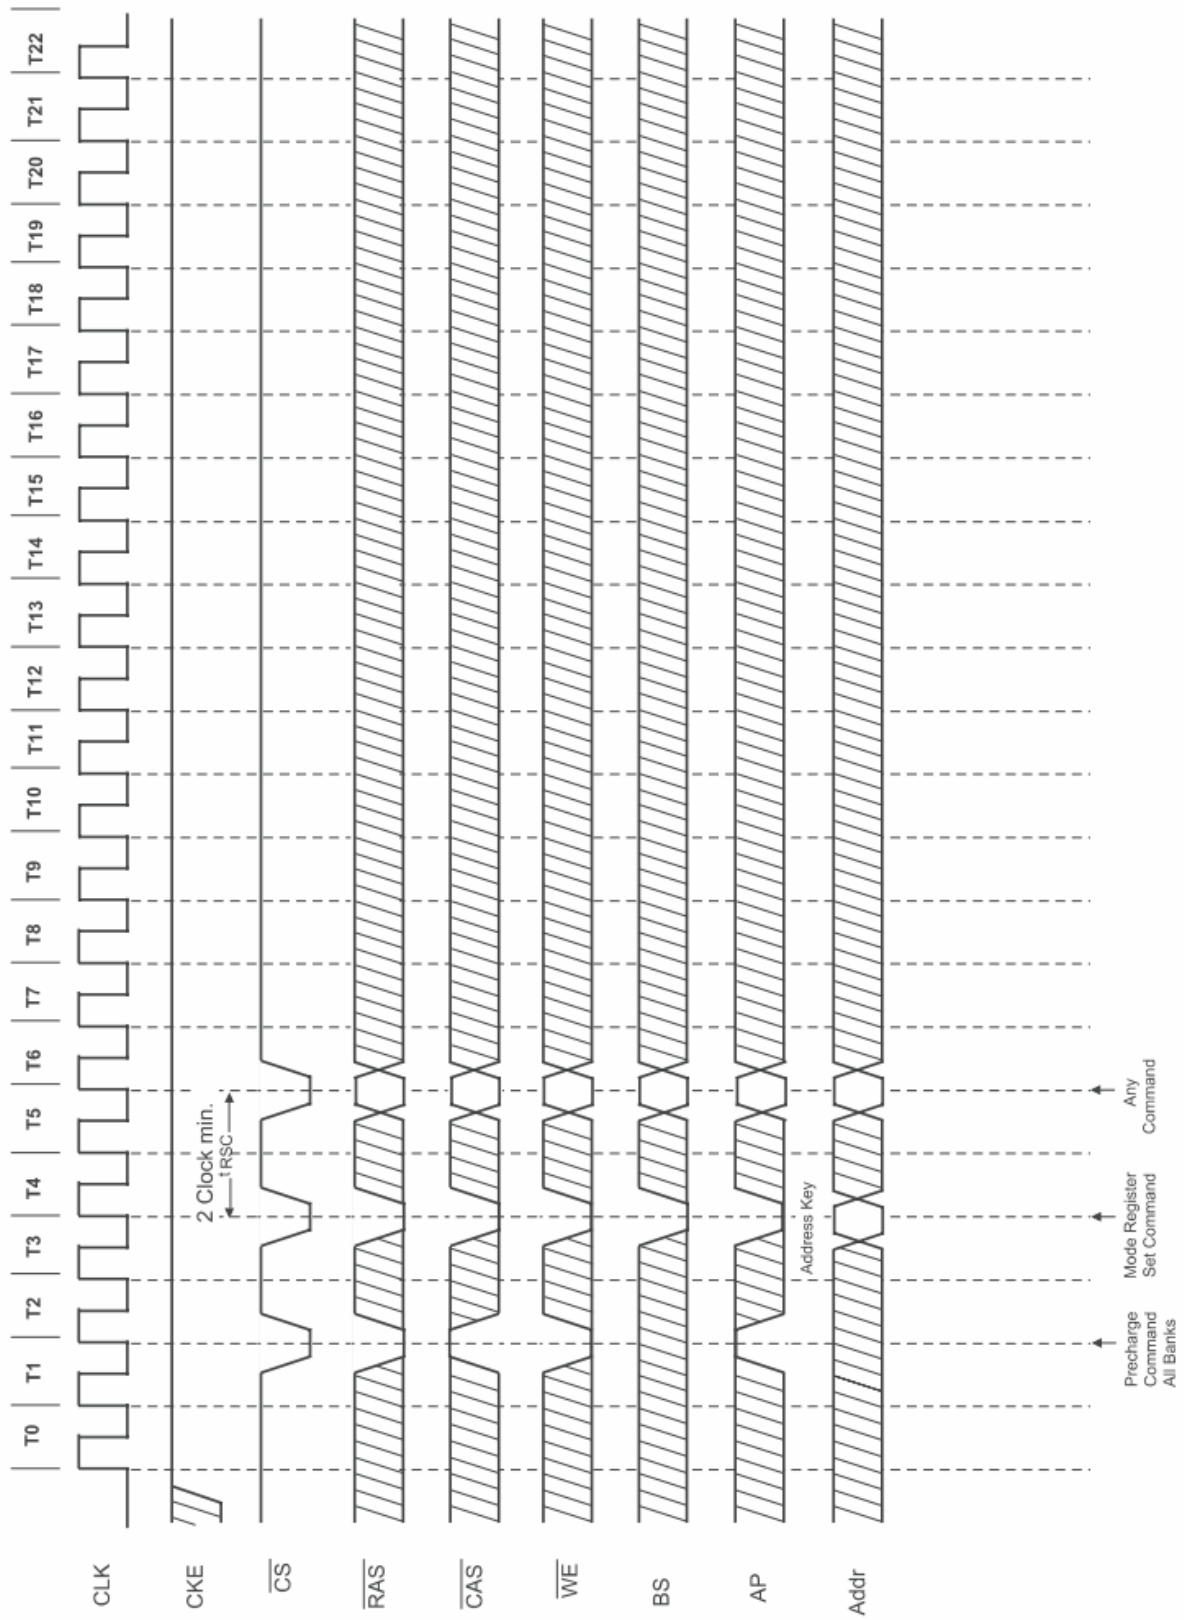 T0 T1 T2 T3 T4 T5 T6 T7 T8 T9 T10 T11 T12 T13 T14 T15 T16 T17 T18 T19 T20 T21 T22
CLK
CKE
2 Clock min.
t RSC
CS
RAS
CAS
WE
BS
AP
Address Key
Addr
Precharge
Command
All Banks
Mode Register
Set Command
Any
Command